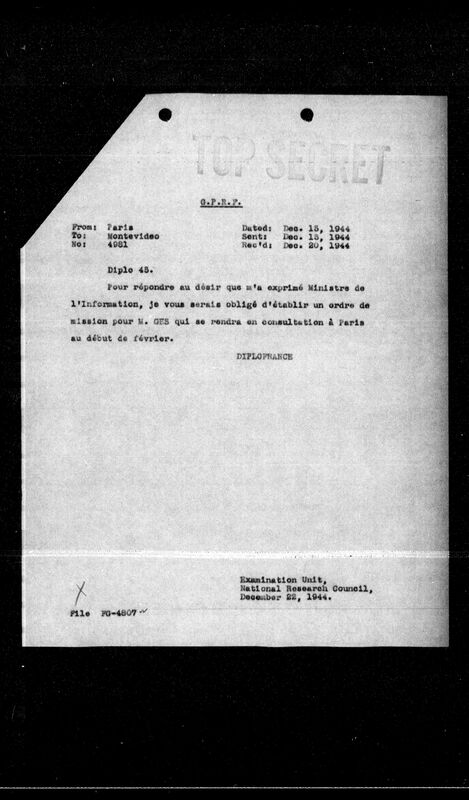 TOP SECRET
G.P.R.F.
From: Paris Dated: Dec. 15, 1944
To: Montevideo Sent: Dec. 15, 1944
No: 4981 Rec'd: Dec. 20, 1944
Diplo 45.
Pour répondre au désir que m'a exprimé Ministre de
l'Information, je vous serais obligé d'établir un ordre de
mission pour M. GES qui se rendra en consultation à Paris
au début de février.
DIPLOFRANCE
Examination Unit,
National Research Council,
December 22, 1944.
X
File FG-4807